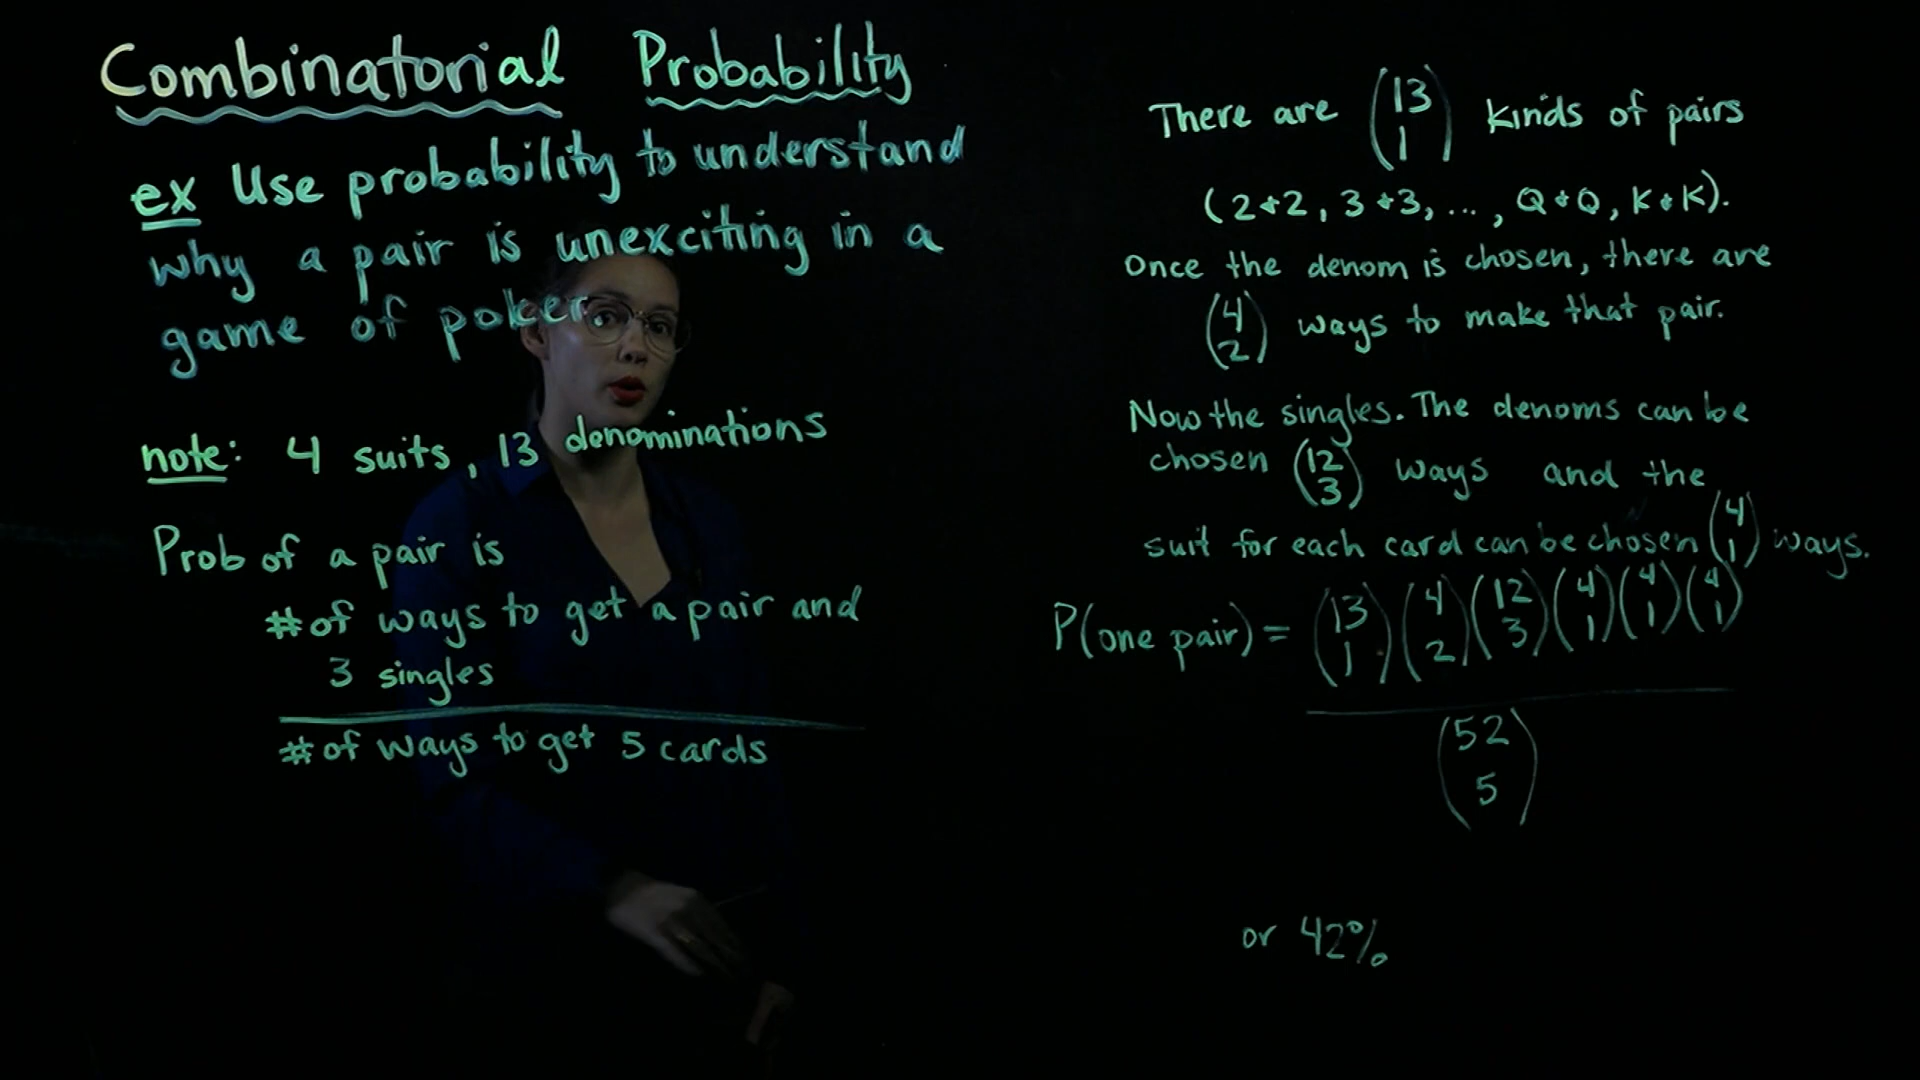 Combinatorial Probability
ex Use probability to understand
why a pair is unexciting in a
game of poker.
note: 4 suits, 13 denominations
Prob of a pair is
# of ways to get a pair and
3 singles
# of ways to get 5 cards
There are (13 1) kinds of pairs
(2+2, 3+3, ..., Q+Q, K+K).
Once the denom is chosen, there are
(4 2) ways to make that pair.
Now the singles. The denoms can be
chosen (12 3) ways and the
suit for each card can be chosen (4 1) ways.
P(one pair) = (13 1)(4 2)(12 3)(4 1)(4 1)(4 1)
(52 5)
or 42%